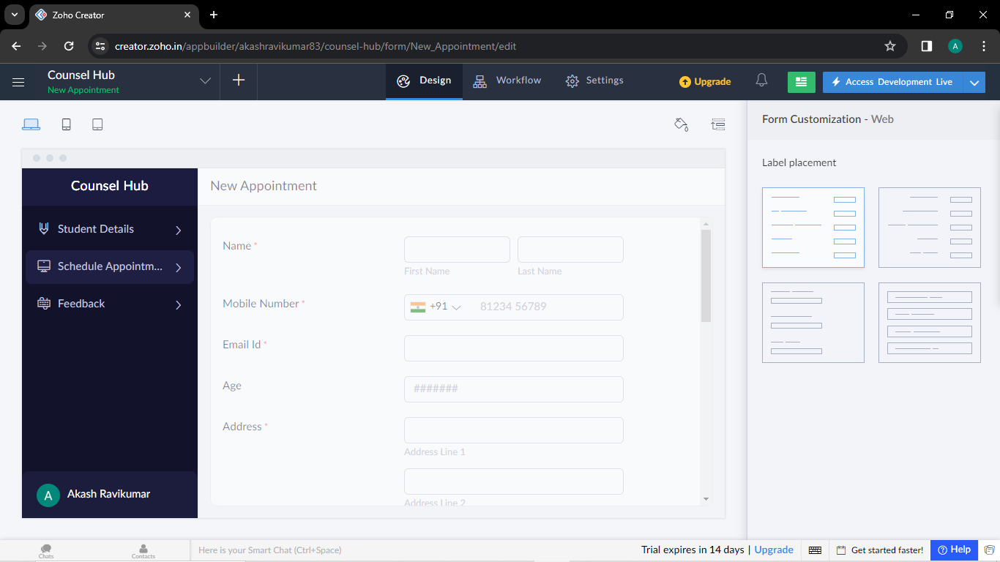 Zoho Creator
creator.zoho.in/appbuilder/akashravikumar83/counsel-hub/form/New_Appointment/edit
A
Counsel Hub
New Appointment
Design
Workflow
Settings
Upgrade
Access Development Live
Form Customization - Web
Label placement
Counsel Hub
Student Details
Schedule Appointm...
Feedback
A
Akash Ravikumar
New Appointment
Name *
First Name
Last Name
Mobile Number *
+91
81234 56789
Email Id *
Age
#######
Address *
Address Line 1
Address Line 2
Chats
Contacts
Here is your Smart Chat (Ctrl+Space)
Trial expires in 14 days | Upgrade
Get started faster!
Help